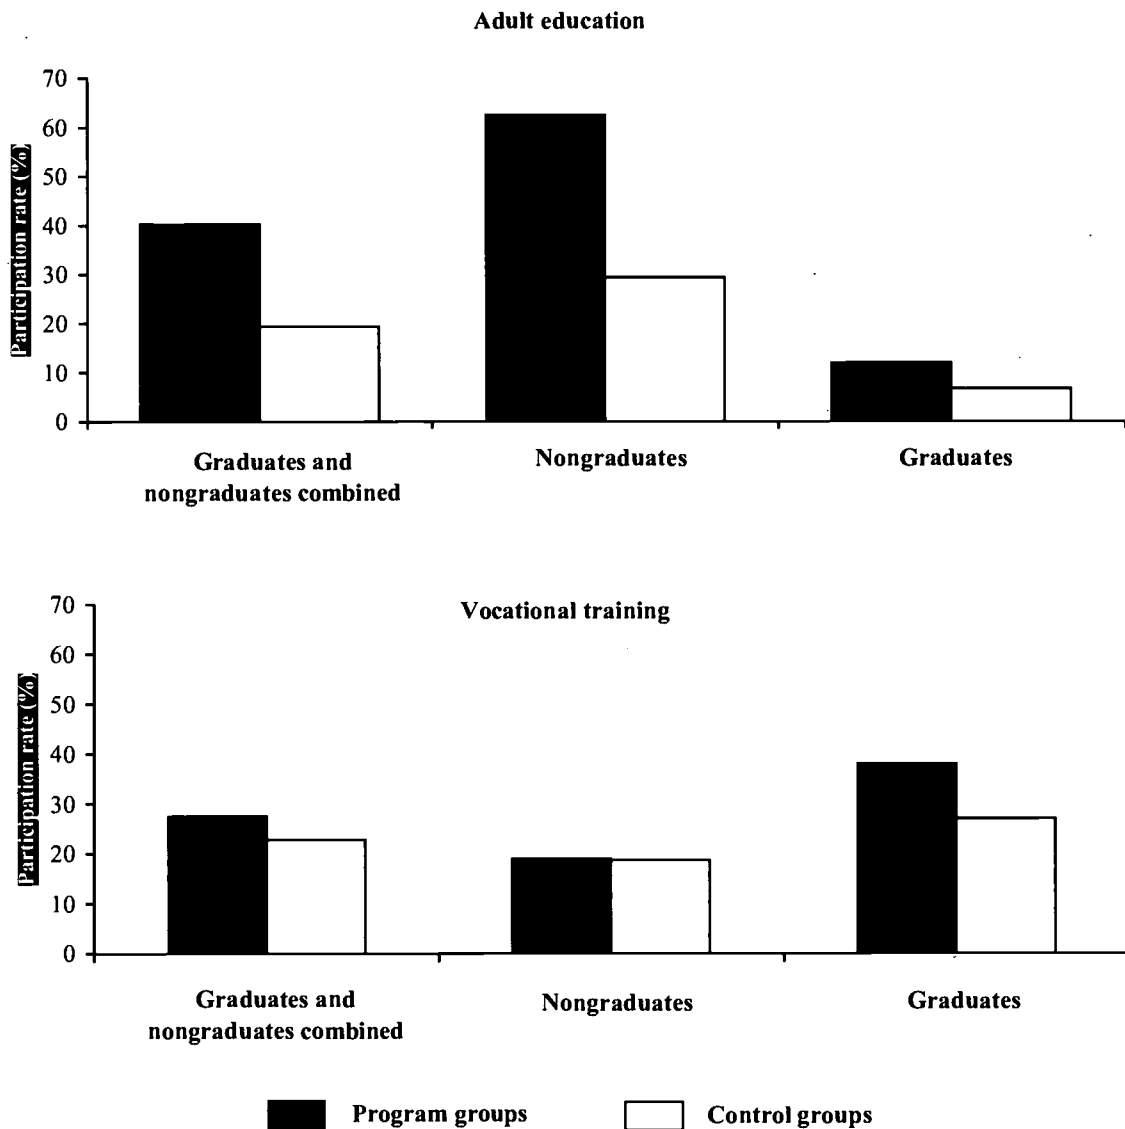 Adult education
Participation rate (%)
70
60
50
40
30
20
10
0
Graduates and
nongraduates combined
Nongraduates
Graduates
Vocational training
Participation rate (%)
70
60
50
40
30
20
10
0
Graduates and
nongraduates combined
Nongraduates
Graduates
Program groups
Control groups